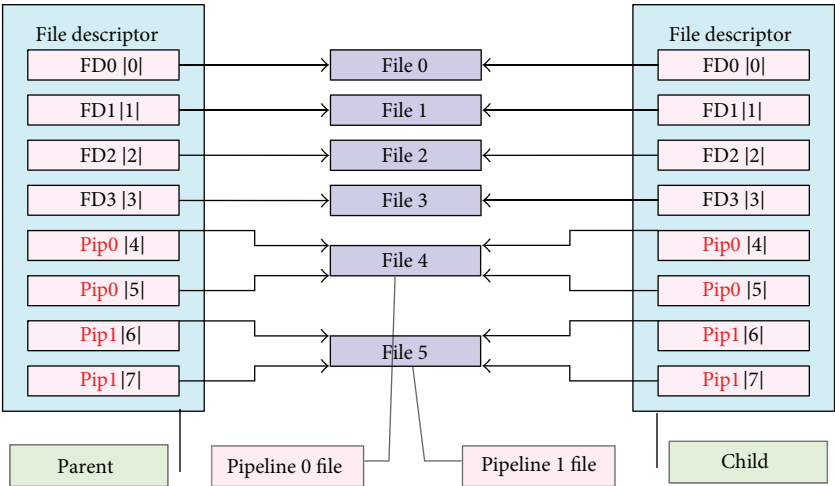 File descriptor
FD0 |0|
FD1|1|
FD2 |2|
FD3 |3|
Pip0 |4|
Pip0 |5|
Pip1|6|
Pip1|7|
Parent
File 0
File 1
File 2
File 3
File 4
File 5
Pipeline 0 file
Pipeline 1 file
File descriptor
FD0 |0|
FD1|1|
FD2 |2|
FD3 |3|
Pip0 |4|
Pip0 |5|
Pip1|6|
Pip1|7|
Child